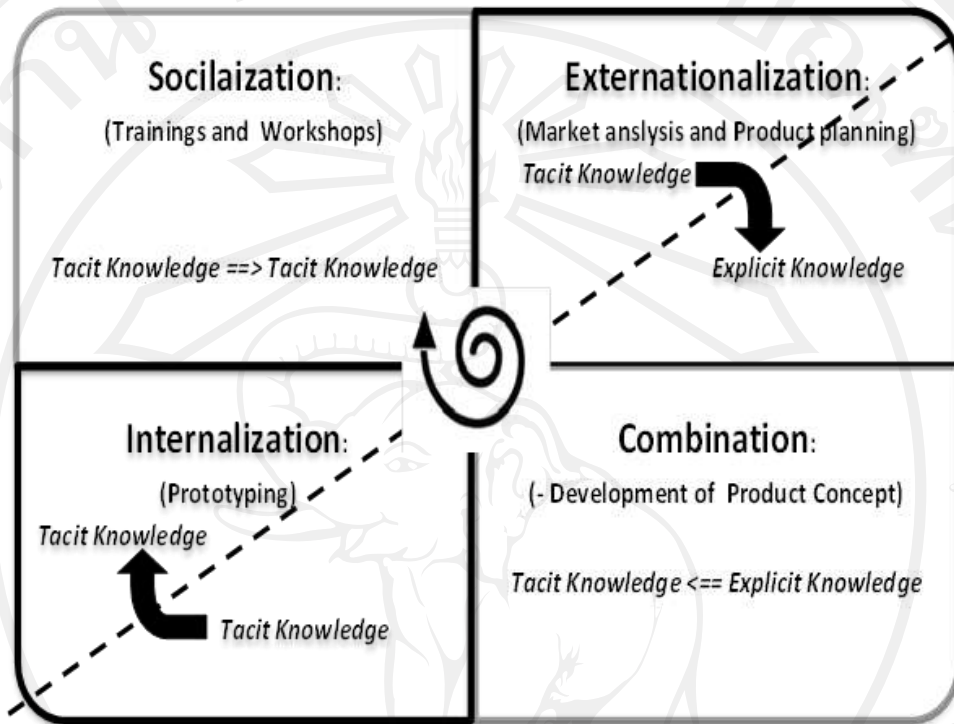 Socilaization:
(Trainings and Workshops)
Tacit Knowledge ==> Tacit Knowledge
Externationalization:
(Market anslysis and Product planning)
Tacit Knowledge
Explicit Knowledge
Internalization:
(Prototyping)
Tacit Knowledge
Tacit Knowledge
Combination:
(- Development of Product Concept)
Tacit Knowledge <== Explicit Knowledge